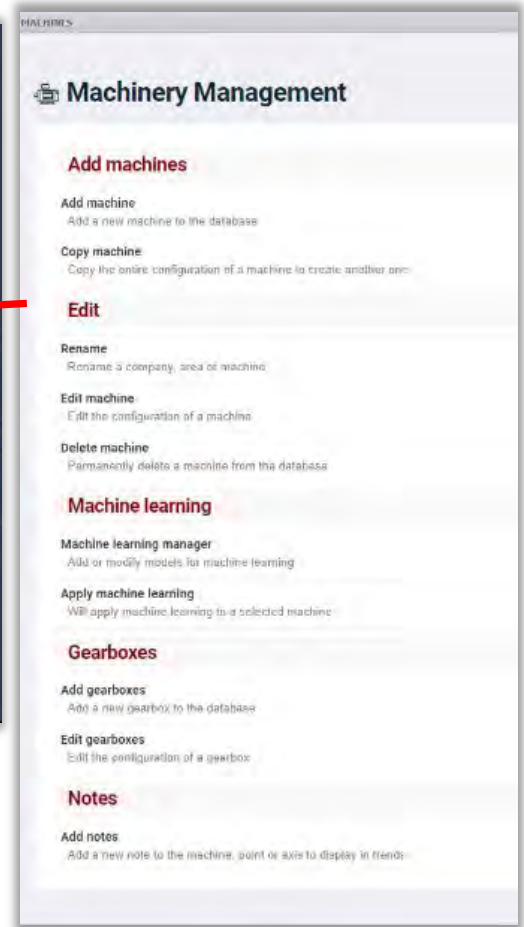 MACHINES
Machinery Management
Add machines
Add machine
Add a new machine to the database
Copy machine
Copy the entire configuration of a machine to create another one
Edit
Rename
Rename a company, area or machine
Edit machine
Edit the configuration of a machine
Delete machine
Permanently delete a machine from the database
Machine learning
Machine learning manager
Add or modify models for machine learning
Apply machine learning
Will apply machine learning to a selected machine
Gearboxes
Add gearboxes
Add a new gearbox to the database
Edit gearboxes
Edit the configuration of a gearbox
Notes
Add notes
Add a new note to the machine, point or axis to display in trends